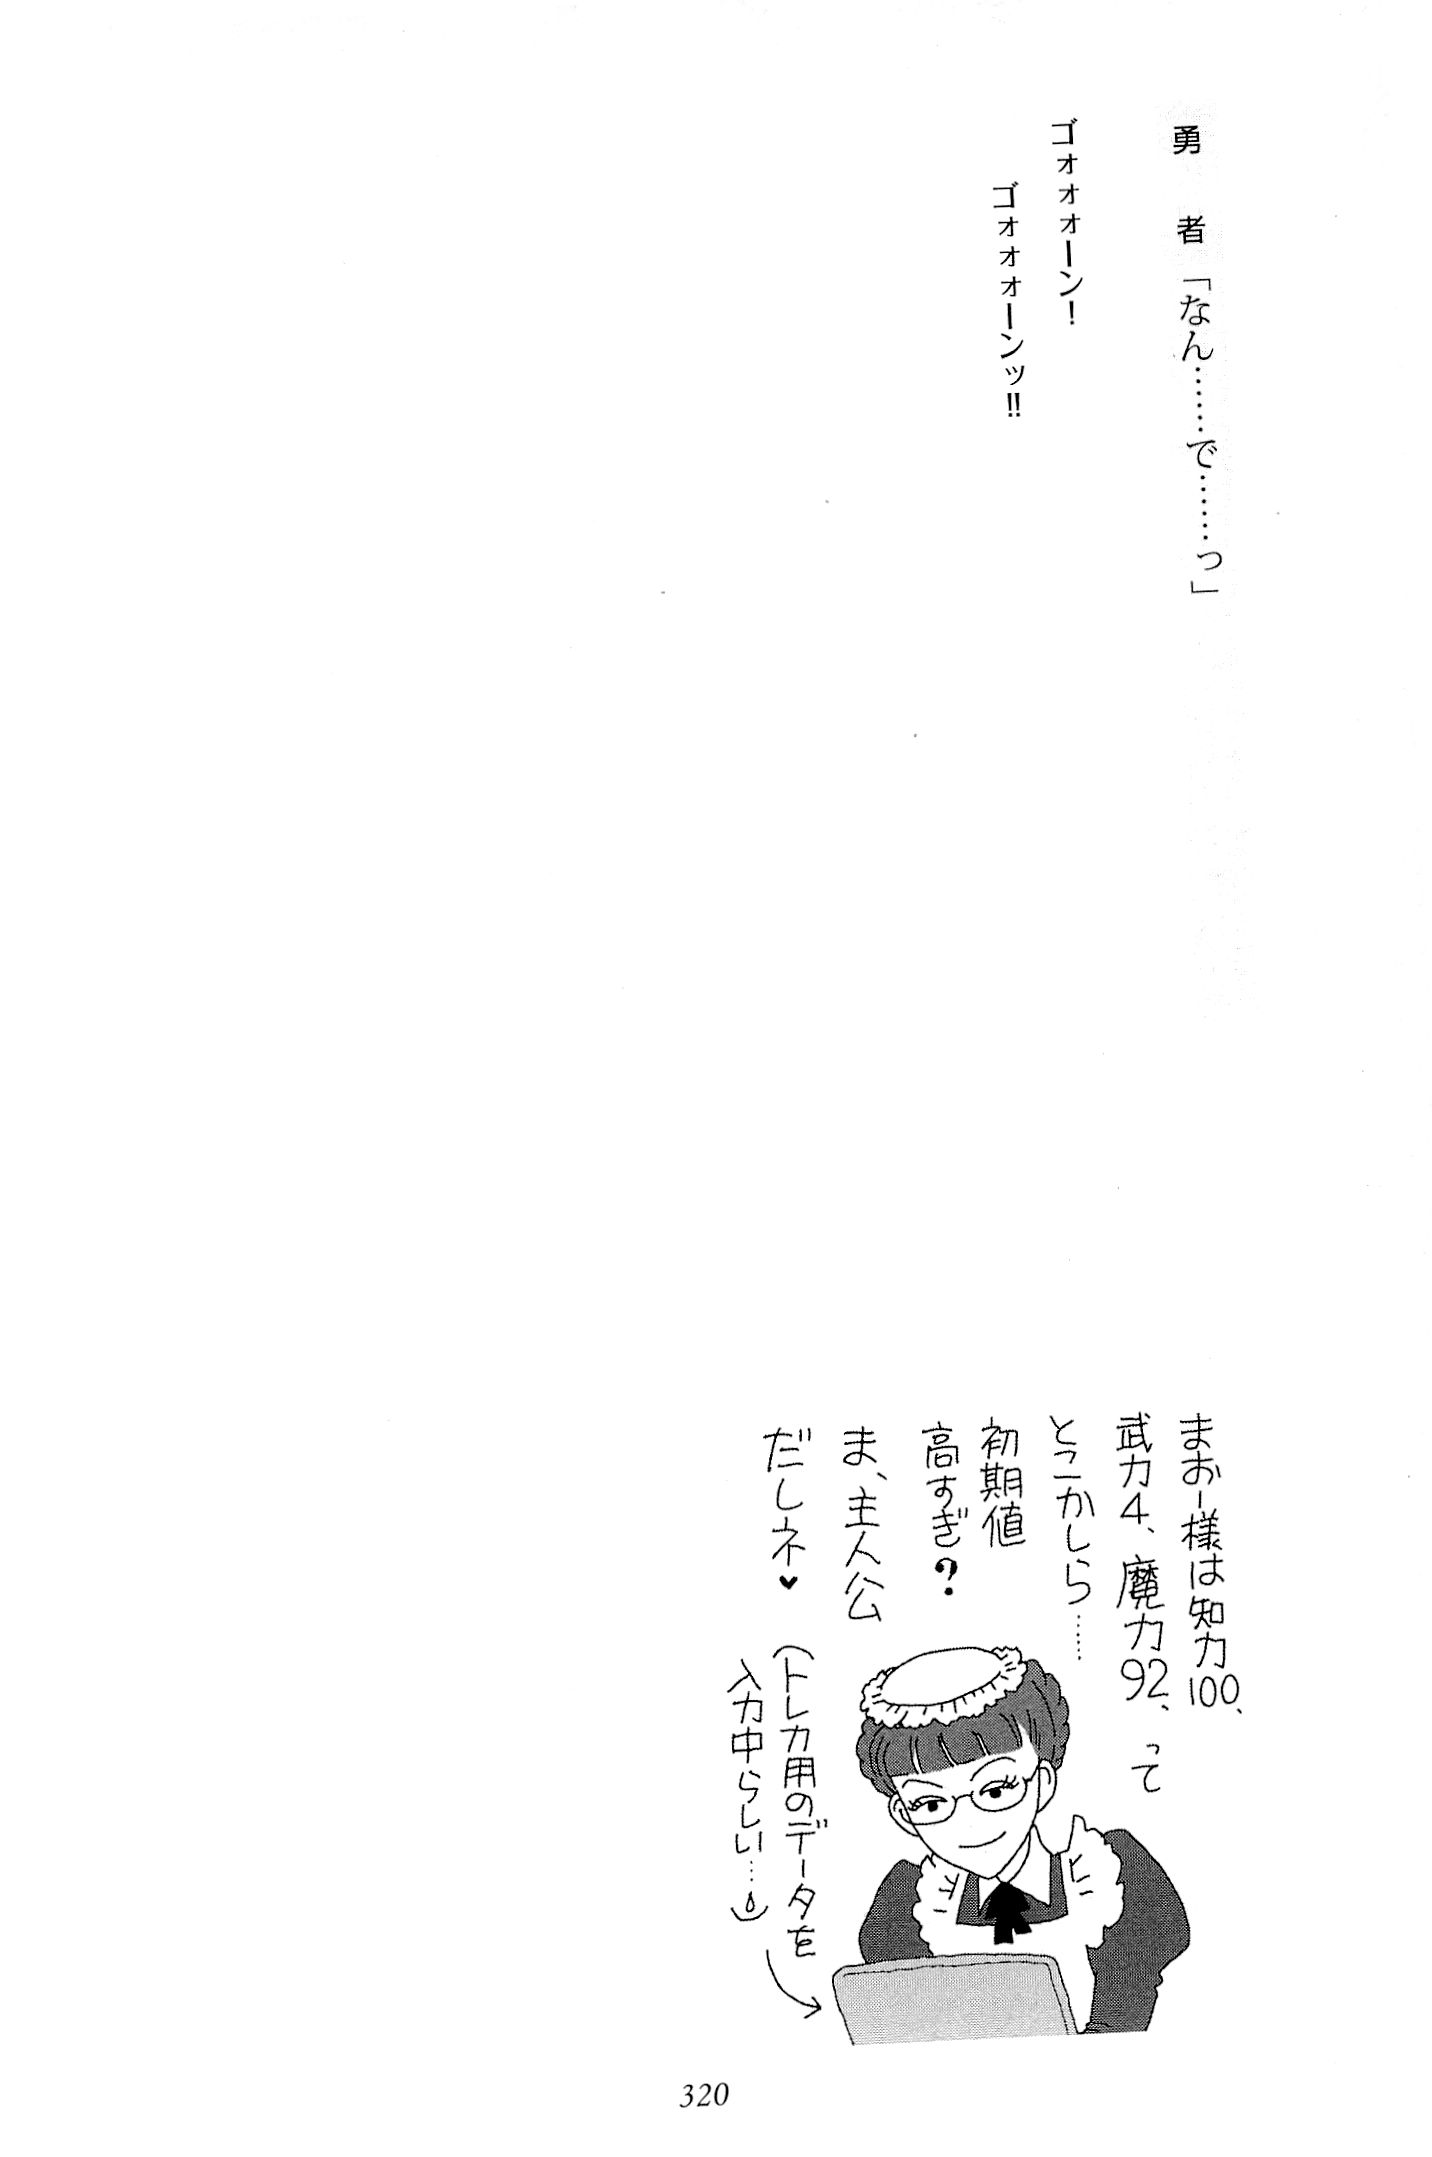 勇　者「なん……で……っ」
ゴォォォーン！
ゴォォォーンッ!!
まおー様は知力100、
武力4、魔力92、って
とこかしら……
初期値
高すぎ？
ま、主人公
だしネ♥
（トレカ用のデータを
入力中らしい…）
320